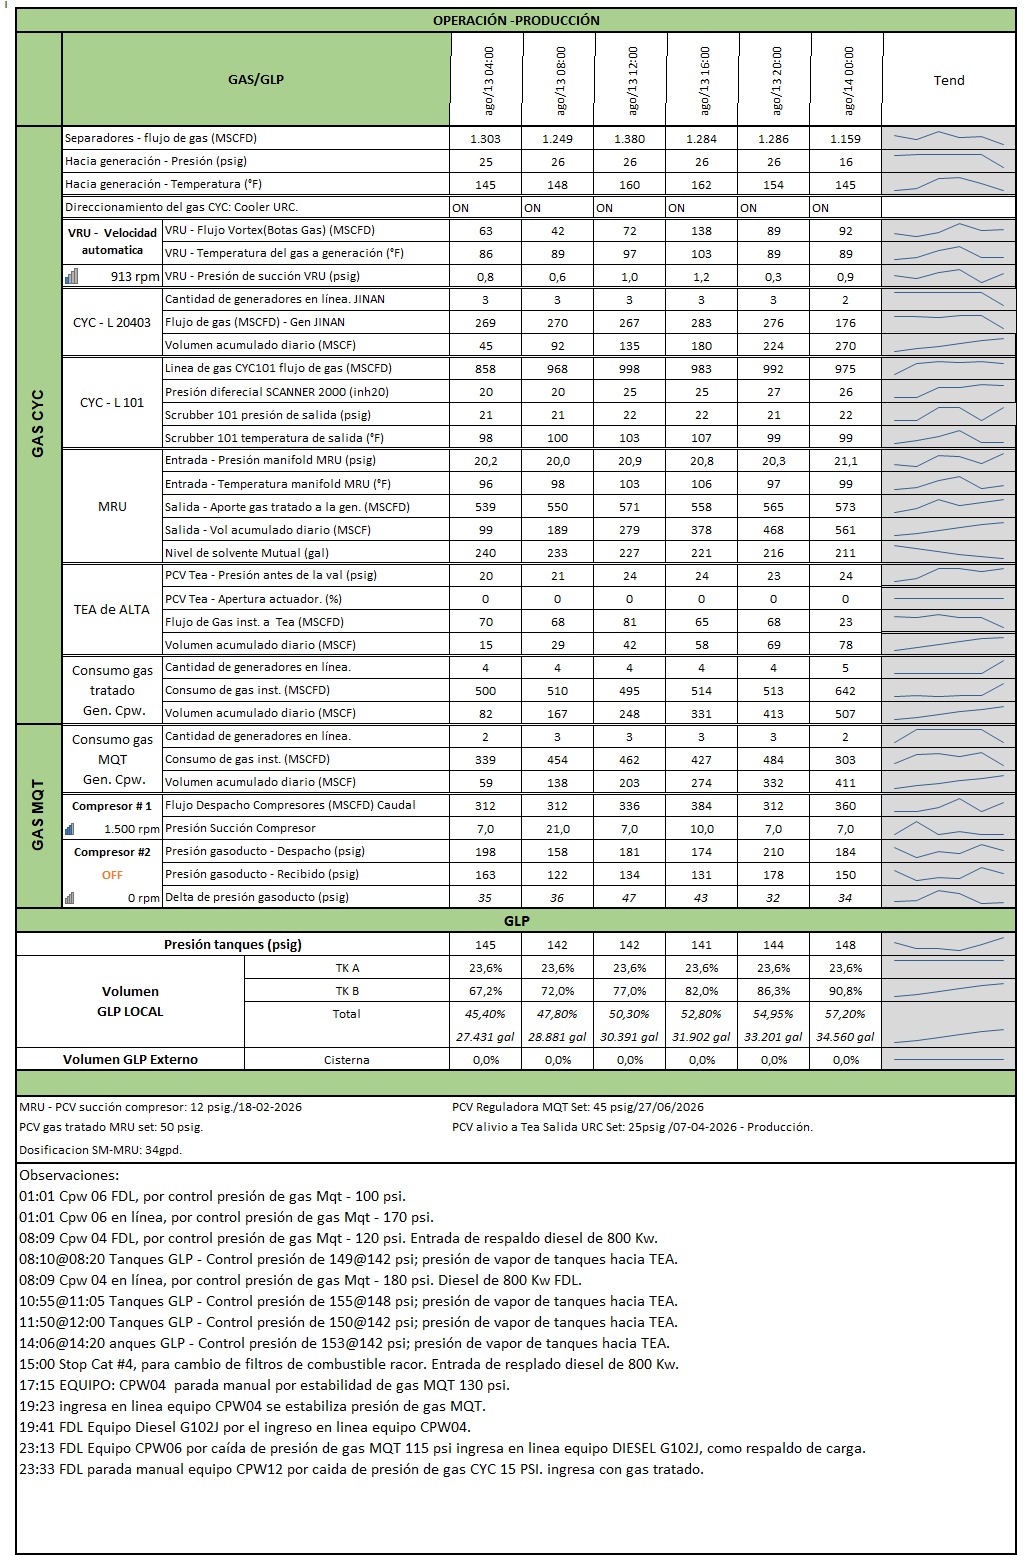 OPERACIÓN -PRODUCCIÓN
GAS/GLP ago/13 04:00 ago/13 08:00 ago/13 12:00 ago/13 16:00 ago/13 20:00 ago/14 00:00 Tend
GAS CYC
Separadores - flujo de gas (MSCFD) 1.303 1.249 1.380 1.284 1.286 1.159
Hacia generación - Presión (psig) 25 26 26 26 26 16
Hacia generación - Temperatura (°F) 145 148 160 162 154 145
Direccionamiento del gas CYC: Cooler URC. ON ON ON ON ON ON
VRU - Velocidad automatica
913 rpm
VRU - Flujo Vortex(Botas Gas) (MSCFD) 63 42 72 138 89 92
VRU - Temperatura del gas a generación (°F) 86 89 97 103 89 89
VRU - Presión de succión VRU (psig) 0,8 0,6 1,0 1,2 0,3 0,9
CYC - L 20403
Cantidad de generadores en línea. JINAN 3 3 3 3 3 2
Flujo de gas (MSCFD) - Gen JINAN 269 270 267 283 276 176
Volumen acumulado diario (MSCF) 45 92 135 180 224 270
CYC - L 101
Linea de gas CYC101 flujo de gas (MSCFD) 858 968 998 983 992 975
Presión diferecial SCANNER 2000 (inh20) 20 20 25 25 27 26
Scrubber 101 presión de salida (psig) 21 21 22 22 21 22
Scrubber 101 temperatura de salida (°F) 98 100 103 107 99 99
MRU
Entrada - Presión manifold MRU (psig) 20,2 20,0 20,9 20,8 20,3 21,1
Entrada - Temperatura manifold MRU (°F) 96 98 103 106 97 99
Salida - Aporte gas tratado a la gen. (MSCFD) 539 550 571 558 565 573
Salida - Vol acumulado diario (MSCF) 99 189 279 378 468 561
Nivel de solvente Mutual (gal) 240 233 227 221 216 211
TEA de ALTA
PCV Tea - Presión antes de la val (psig) 20 21 24 24 23 24
PCV Tea - Apertura actuador. (%) 0 0 0 0 0 0
Flujo de Gas inst. a Tea (MSCFD) 70 68 81 65 68 23
Volumen acumulado diario (MSCF) 15 29 42 58 69 78
Consumo gas tratado Gen. Cpw.
Cantidad de generadores en línea. 4 4 4 4 4 5
Consumo de gas inst. (MSCFD) 500 510 495 514 513 642
Volumen acumulado diario (MSCF) 82 167 248 331 413 507
GAS MQT
Consumo gas MQT Gen. Cpw.
Cantidad de generadores en línea. 2 3 3 3 3 2
Consumo de gas inst. (MSCFD) 339 454 462 427 484 303
Volumen acumulado diario (MSCF) 59 138 203 274 332 411
Compresor # 1
1.500 rpm
Flujo Despacho Compresores (MSCFD) Caudal 312 312 336 384 312 360
Presión Succión Compresor 7,0 21,0 7,0 10,0 7,0 7,0
Compresor #2
OFF
0 rpm
Presión gasoducto - Despacho (psig) 198 158 181 174 210 184
Presión gasoducto - Recibido (psig) 163 122 134 131 178 150
Delta de presión gasoducto (psig) 35 36 47 43 32 34
GLP
Presión tanques (psig) 145 142 142 141 144 148
Volumen GLP LOCAL
TK A 23,6% 23,6% 23,6% 23,6% 23,6% 23,6%
TK B 67,2% 72,0% 77,0% 82,0% 86,3% 90,8%
Total 45,40% 47,80% 50,30% 52,80% 54,95% 57,20%
27.431 gal 28.881 gal 30.391 gal 31.902 gal 33.201 gal 34.560 gal
Volumen GLP Externo Cisterna 0,0% 0,0% 0,0% 0,0% 0,0% 0,0%
MRU - PCV succión compresor: 12 psig./18-02-2026 PCV Reguladora MQT Set: 45 psig/27/06/2026
PCV gas tratado MRU set: 50 psig. PCV alivio a Tea Salida URC Set: 25psig /07-04-2026 - Producción.
Dosificacion SM-MRU: 34gpd.
Observaciones:
01:01 Cpw 06 FDL, por control presión de gas Mqt - 100 psi.
01:01 Cpw 06 en línea, por control presión de gas Mqt - 170 psi.
08:09 Cpw 04 FDL, por control presión de gas Mqt - 120 psi. Entrada de respaldo diesel de 800 Kw.
08:10@08:20 Tanques GLP - Control presión de 149@142 psi; presión de vapor de tanques hacia TEA.
08:09 Cpw 04 en línea, por control presión de gas Mqt - 180 psi. Diesel de 800 Kw FDL.
10:55@11:05 Tanques GLP - Control presión de 155@148 psi; presión de vapor de tanques hacia TEA.
11:50@12:00 Tanques GLP - Control presión de 150@142 psi; presión de vapor de tanques hacia TEA.
14:06@14:20 anques GLP - Control presión de 153@142 psi; presión de vapor de tanques hacia TEA.
15:00 Stop Cat #4, para cambio de filtros de combustible racor. Entrada de resplado diesel de 800 Kw.
17:15 EQUIPO: CPW04 parada manual por estabilidad de gas MQT 130 psi.
19:23 ingresa en linea equipo CPW04 se estabiliza presión de gas MQT.
19:41 FDL Equipo Diesel G102J por el ingreso en linea equipo CPW04.
23:13 FDL Equipo CPW06 por caída de presión de gas MQT 115 psi ingresa en linea equipo DIESEL G102J, como respaldo de carga.
23:33 FDL parada manual equipo CPW12 por caida de presión de gas CYC 15 PSI. ingresa con gas tratado.